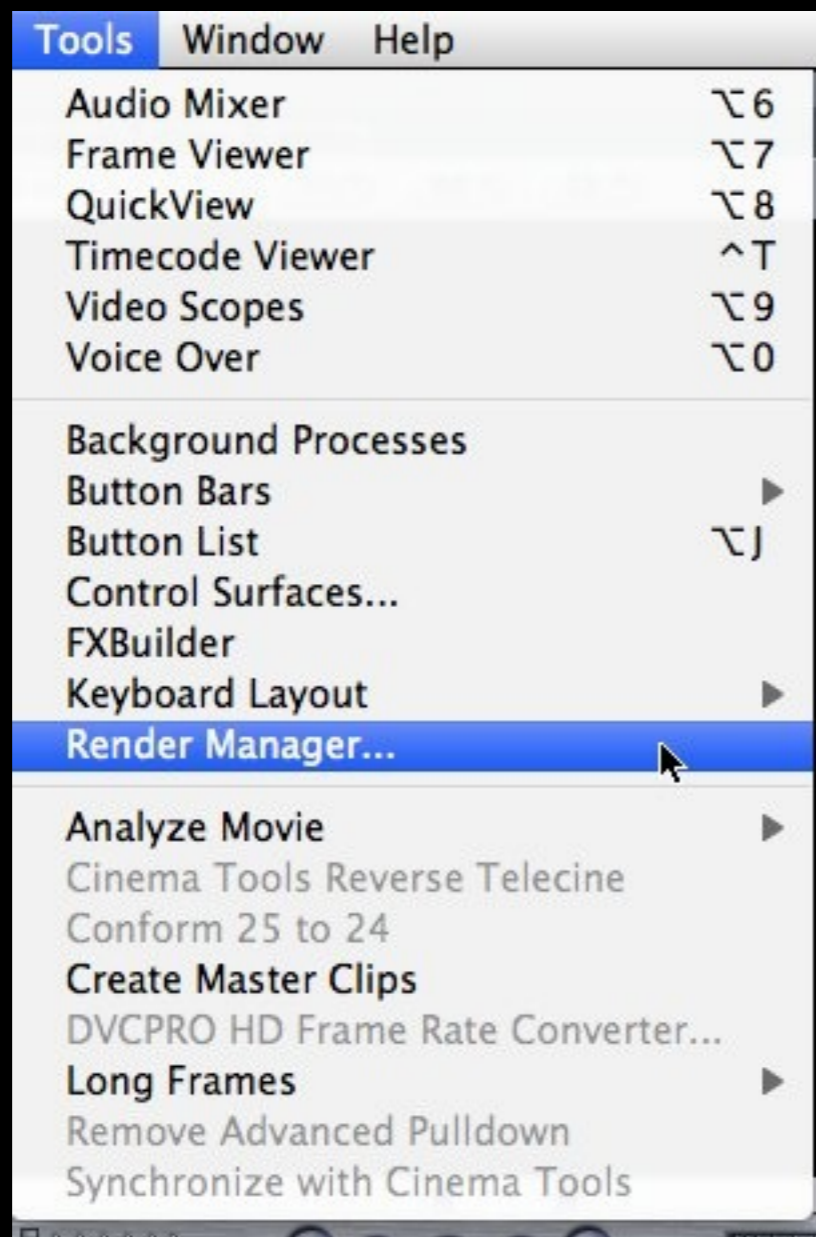 Tools Window Help
Audio Mixer ⌥6
Frame Viewer ⌥7
QuickView ⌥8
Timecode Viewer ^T
Video Scopes ⌥9
Voice Over ⌥0
Background Processes
Button Bars
Button List ⌥J
Control Surfaces...
FXBuilder
Keyboard Layout
Render Manager...
Analyze Movie
Cinema Tools Reverse Telecine
Conform 25 to 24
Create Master Clips
DVCPRO HD Frame Rate Converter...
Long Frames
Remove Advanced Pulldown
Synchronize with Cinema Tools